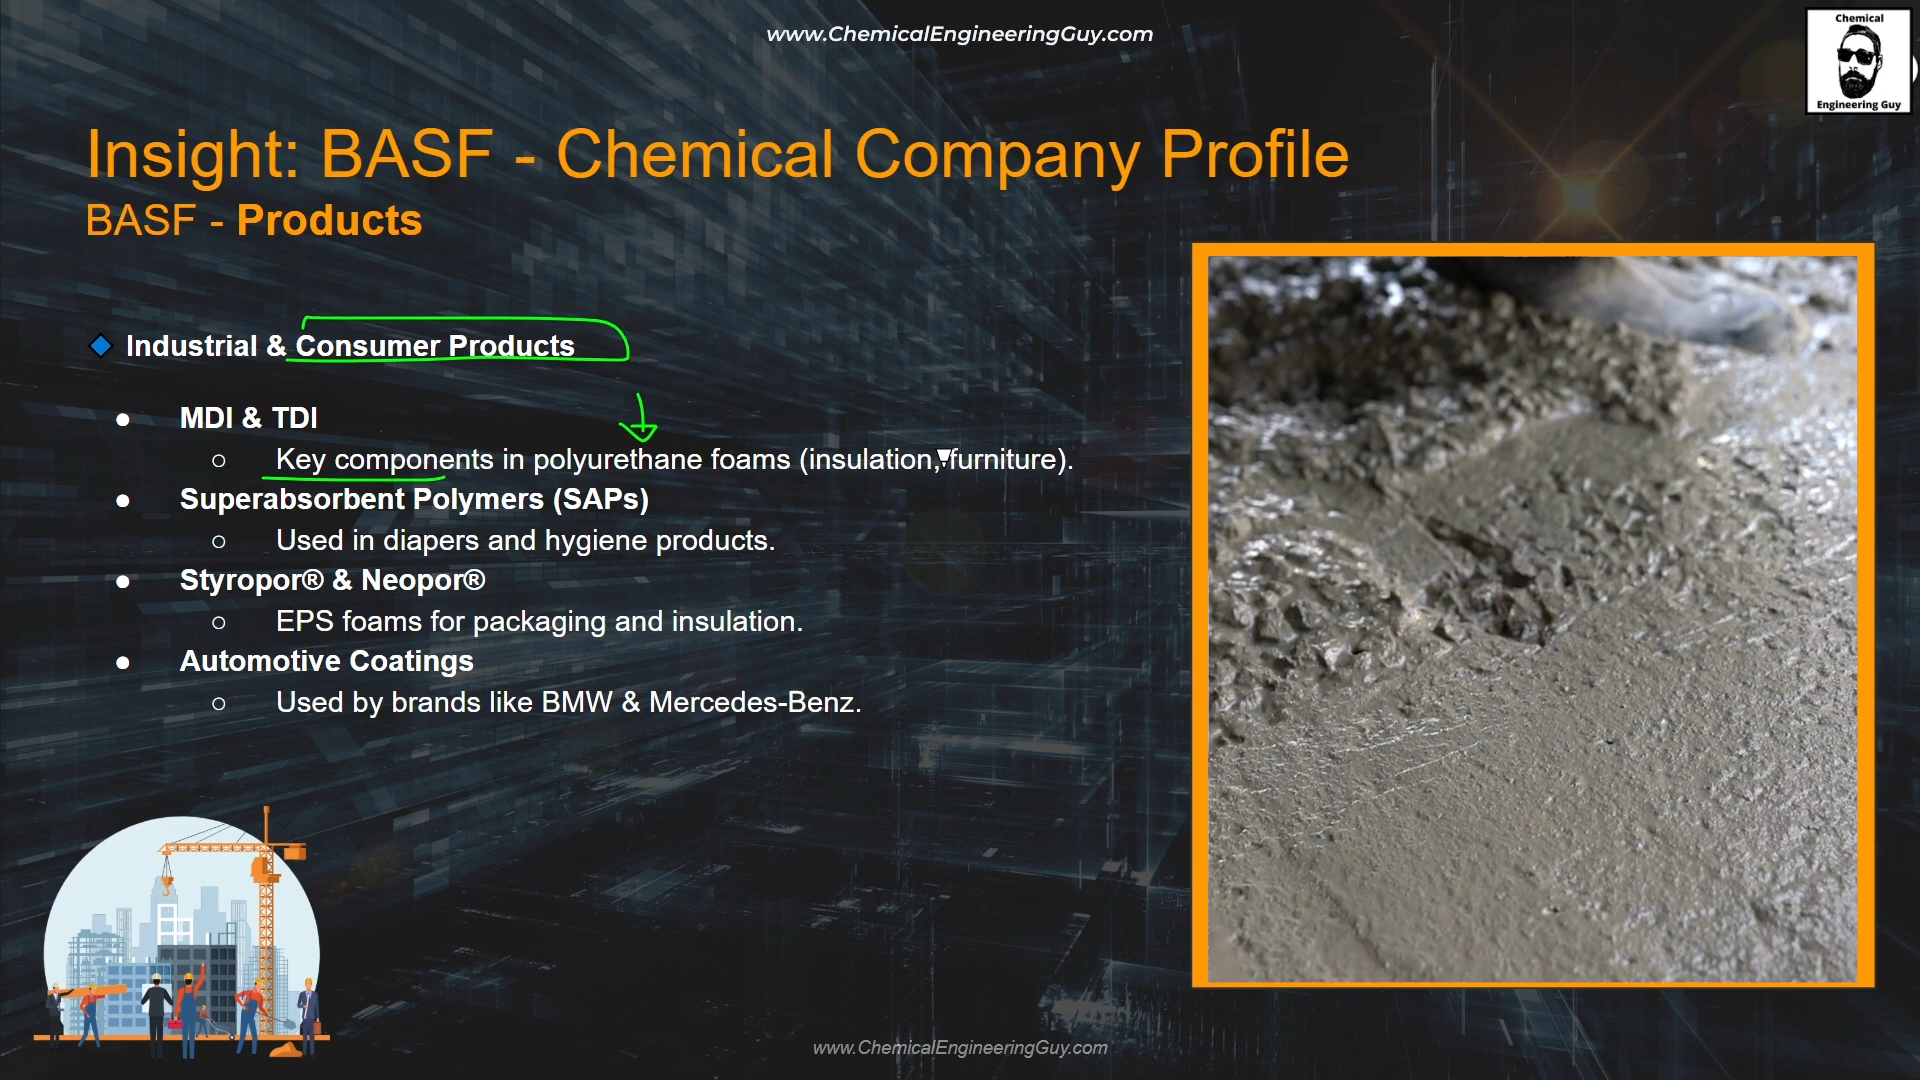 www.ChemicalEngineeringGuy.com
Chemical
Engineering Guy
Insight: BASF - Chemical Company Profile
BASF - Products
Industrial & Consumer Products
● MDI & TDI
○ Key components in polyurethane foams (insulation, furniture).
● Superabsorbent Polymers (SAPs)
○ Used in diapers and hygiene products.
● Styropor® & Neopor®
○ EPS foams for packaging and insulation.
● Automotive Coatings
○ Used by brands like BMW & Mercedes-Benz.
www.ChemicalEngineeringGuy.com